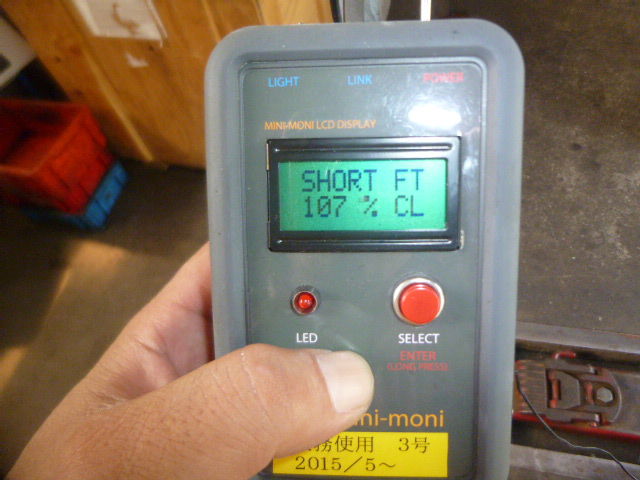 LIGHT LINK POWER
MINI-MONI LCD DISPLAY
SHORT FT
107 % CL
LED SELECT
ENTER
(LONG PRESS)
ni-moni
務使用 3号
2015/5~